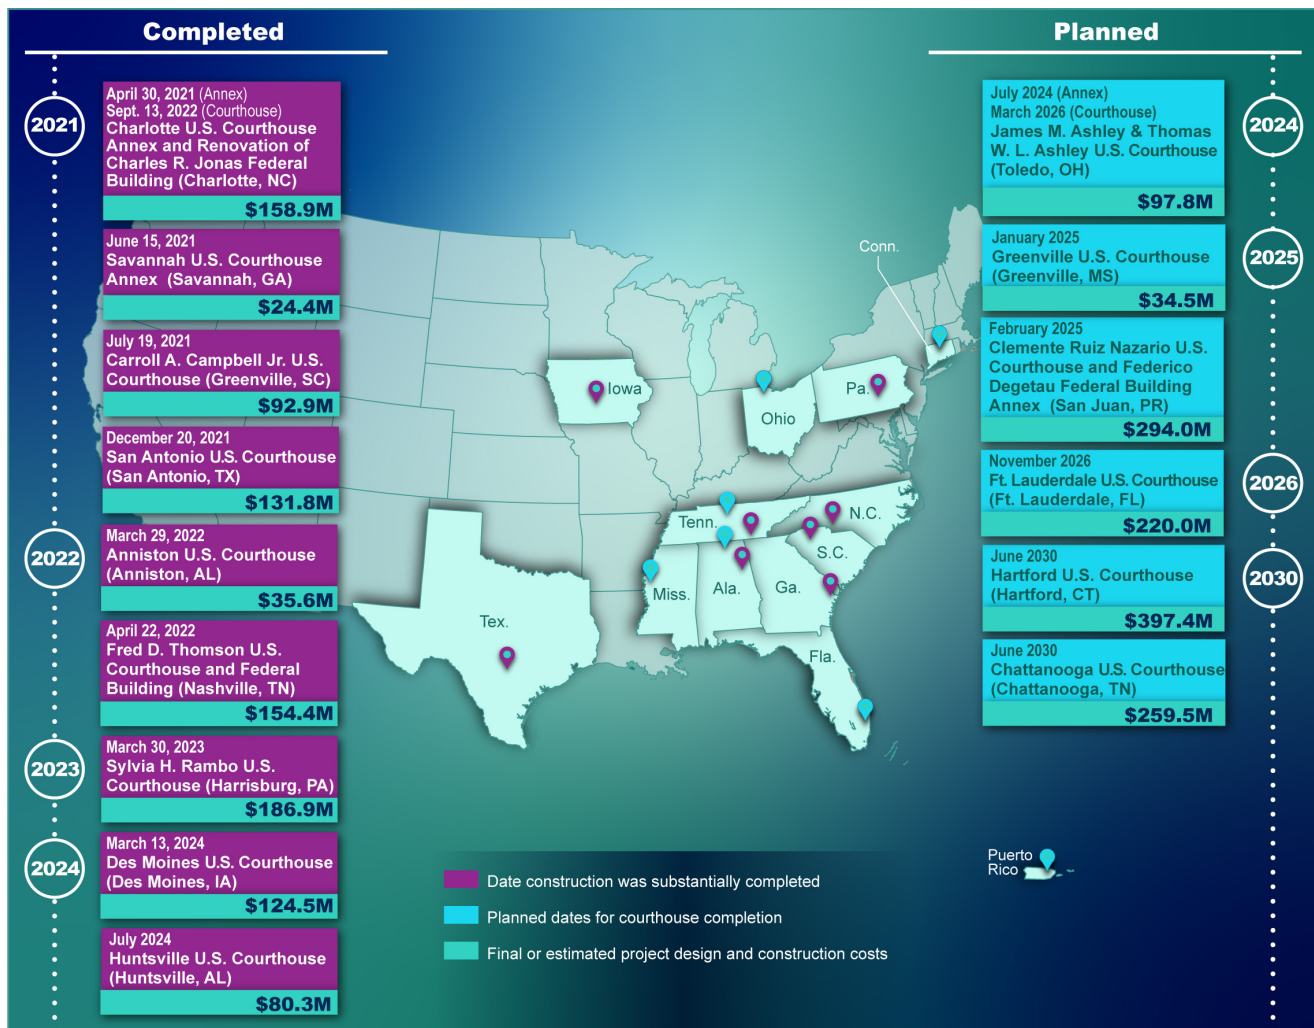 Completed
2021
April 30, 2021 (Annex)
Sept. 13, 2022 (Courthouse)
Charlotte U.S. Courthouse
Annex and Renovation of
Charles R. Jonas Federal
Building (Charlotte, NC)
$158.9M
June 15, 2021
Savannah U.S. Courthouse
Annex (Savannah, GA)
$24.4M
July 19, 2021
Carroll A. Campbell Jr. U.S.
Courthouse (Greenville, SC)
$92.9M
December 20, 2021
San Antonio U.S. Courthouse
(San Antonio, TX)
$131.8M
2022
March 29, 2022
Anniston U.S. Courthouse
(Anniston, AL)
$35.6M
April 22, 2022
Fred D. Thomson U.S.
Courthouse and Federal
Building (Nashville, TN)
$154.4M
2023
March 30, 2023
Sylvia H. Rambo U.S.
Courthouse (Harrisburg, PA)
$186.9M
2024
March 13, 2024
Des Moines U.S. Courthouse
(Des Moines, IA)
$124.5M
July 2024
Huntsville U.S. Courthouse
(Huntsville, AL)
$80.3M
Conn.
Iowa
Ohio
Pa.
Tenn.
N.C.
S.C.
Miss.
Ala.
Ga.
Tex.
Fla.
Puerto
Rico
Date construction was substantially completed
Planned dates for courthouse completion
Final or estimated project design and construction costs
Planned
2024
July 2024 (Annex)
March 2026 (Courthouse)
James M. Ashley & Thomas
W. L. Ashley U.S. Courthouse
(Toledo, OH)
$97.8M
2025
January 2025
Greenville U.S. Courthouse
(Greenville, MS)
$34.5M
February 2025
Clemente Ruiz Nazario U.S.
Courthouse and Federico
Degetau Federal Building
Annex (San Juan, PR)
$294.0M
2026
November 2026
Ft. Lauderdale U.S. Courthouse
(Ft. Lauderdale, FL)
$220.0M
2030
June 2030
Hartford U.S. Courthouse
(Hartford, CT)
$397.4M
June 2030
Chattanooga U.S. Courthouse
(Chattanooga, TN)
$259.5M